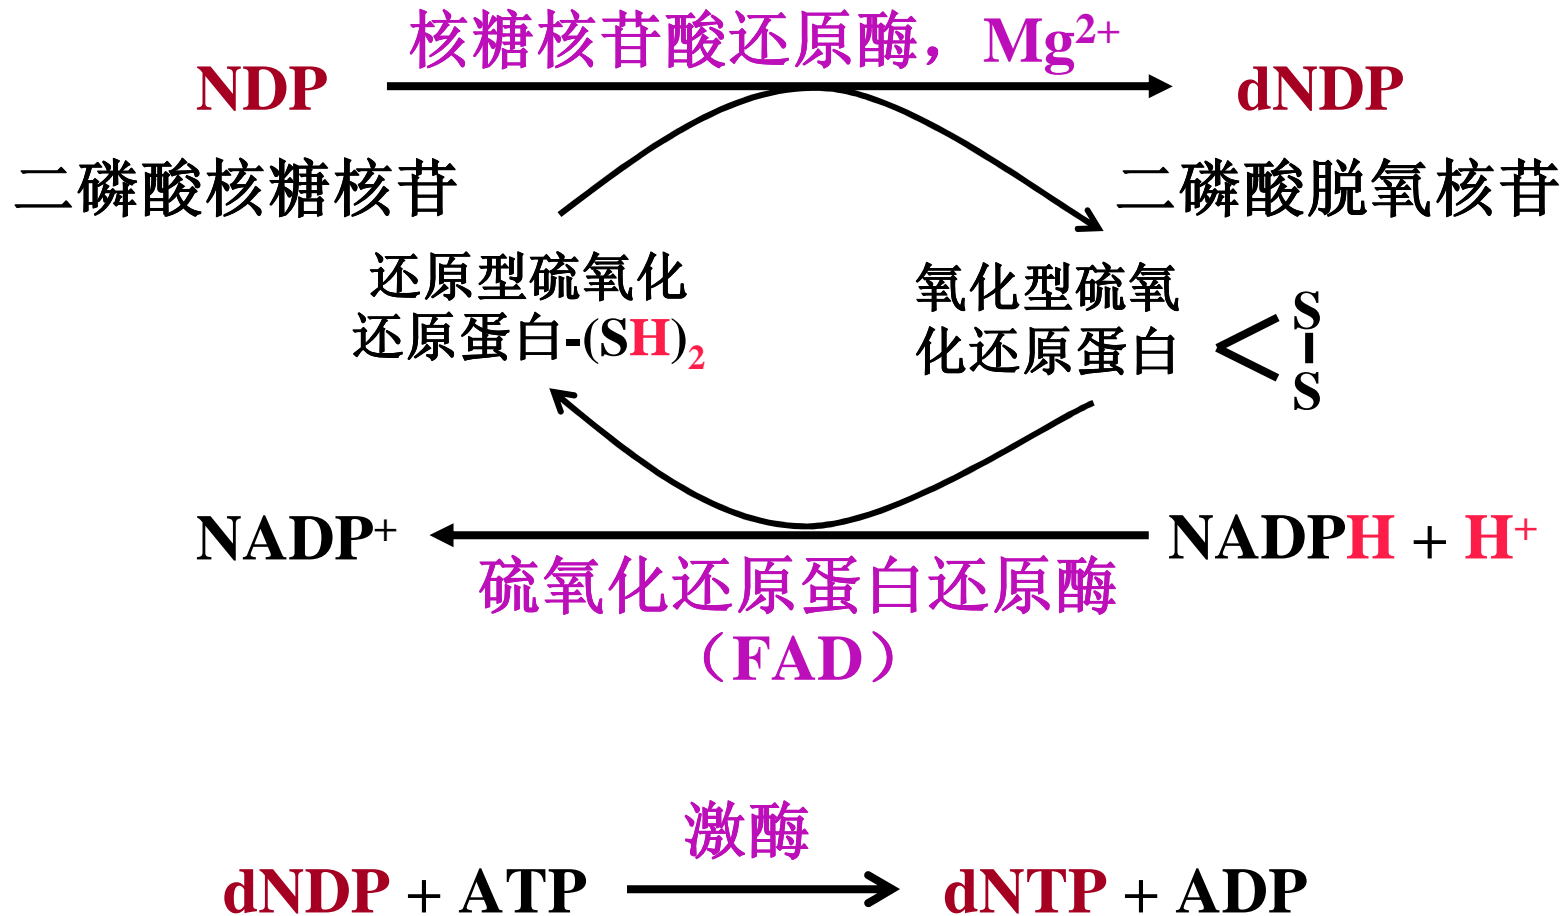 核糖核苷酸还原酶，Mg²⁺
NDP
dNDP
二磷酸核糖核苷
二磷酸脱氧核苷
还原型硫氧化
还原蛋白-(SH)₂
氧化型硫氧
化还原蛋白
S
S
NADP⁺
NADPH + H⁺
硫氧化还原蛋白还原酶
（FAD）
激酶
dNDP + ATP
dNTP + ADP